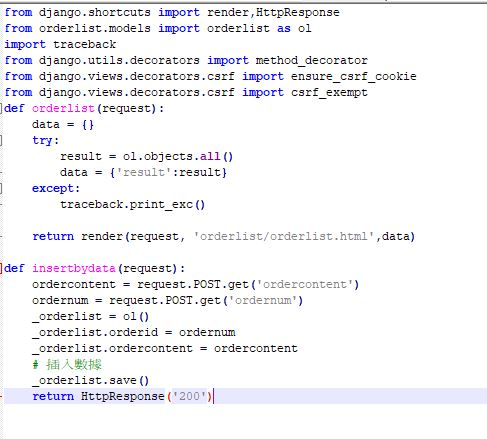 from django.shortcuts import render,HttpResponse
from orderlist.models import orderlist as ol
import traceback
from django.utils.decorators import method_decorator
from django.views.decorators.csrf import ensure_csrf_cookie
from django.views.decorators.csrf import csrf_exempt
def orderlist(request):
    data = {}
    try:
        result = ol.objects.all()
        data = {'result':result}
    except:
        traceback.print_exc()
    return render(request, 'orderlist/orderlist.html',data)
def insertbydata(request):
    ordercontent = request.POST.get('ordercontent')
    ordernum = request.POST.get('ordernum')
    _orderlist = ol()
    _orderlist.orderid = ordernum
    _orderlist.ordercontent = ordercontent
    # 插入數據
    _orderlist.save()
    return HttpResponse('200')